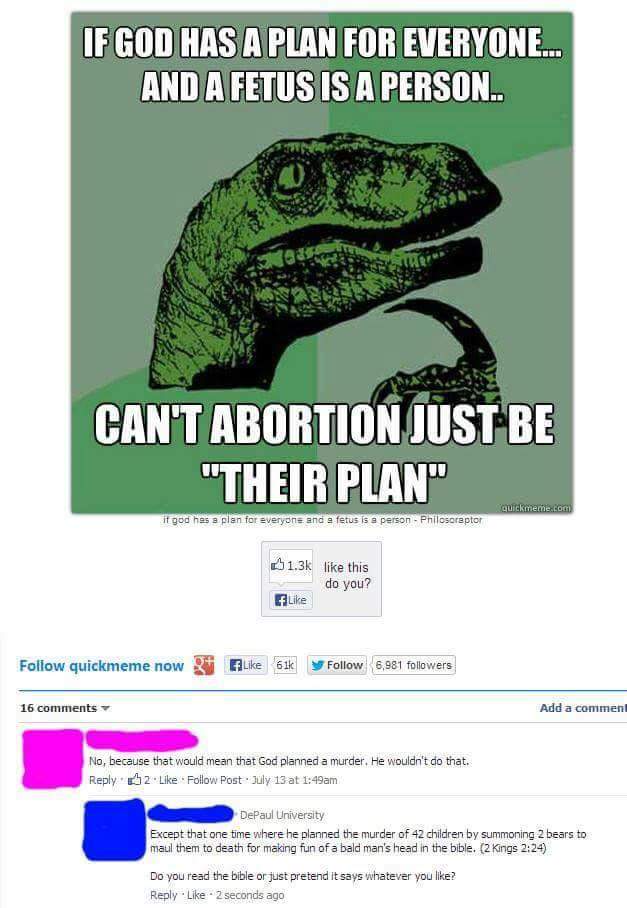 IF GOD HAS A PLAN FOR EVERYONE...
AND A FETUS IS A PERSON..
CAN'T ABORTION JUST BE
"THEIR PLAN"
quickmeme.com
if god has a plan for everyone and a fetus is a person - Philosoraptor
1.3k like this
do you?
Like
Follow quickmeme now g+ Like 61k Follow 6,981 followers
16 comments Add a comment
No, because that would mean that God planned a murder. He wouldn't do that.
Reply · 2 · Like · Follow Post · July 13 at 1:49am
DePaul University
Except that one time where he planned the murder of 42 children by summoning 2 bears to
maul them to death for making fun of a bald man's head in the bible. (2 Kings 2:24)
Do you read the bible or just pretend it says whatever you like?
Reply · Like · 2 seconds ago